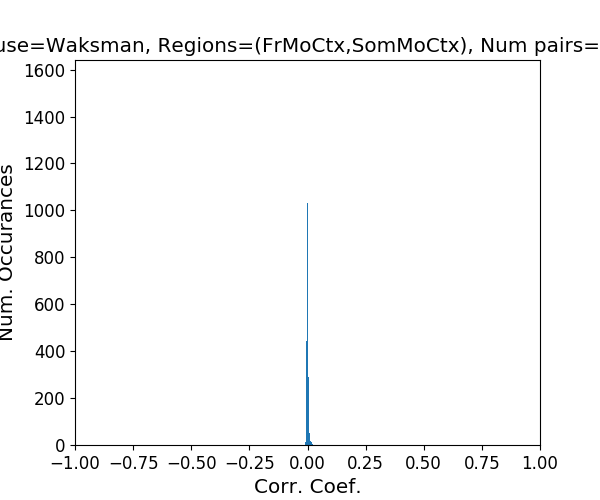 use=Waksman, Regions=(FrMoCtx,SomMoCtx), Num pairs=
1600
1400
1200
1000
800
600
400
200
0
Num. Occurances
−1.00 −0.75 −0.50 −0.25 0.00 0.25 0.50 0.75 1.00
Corr. Coef.